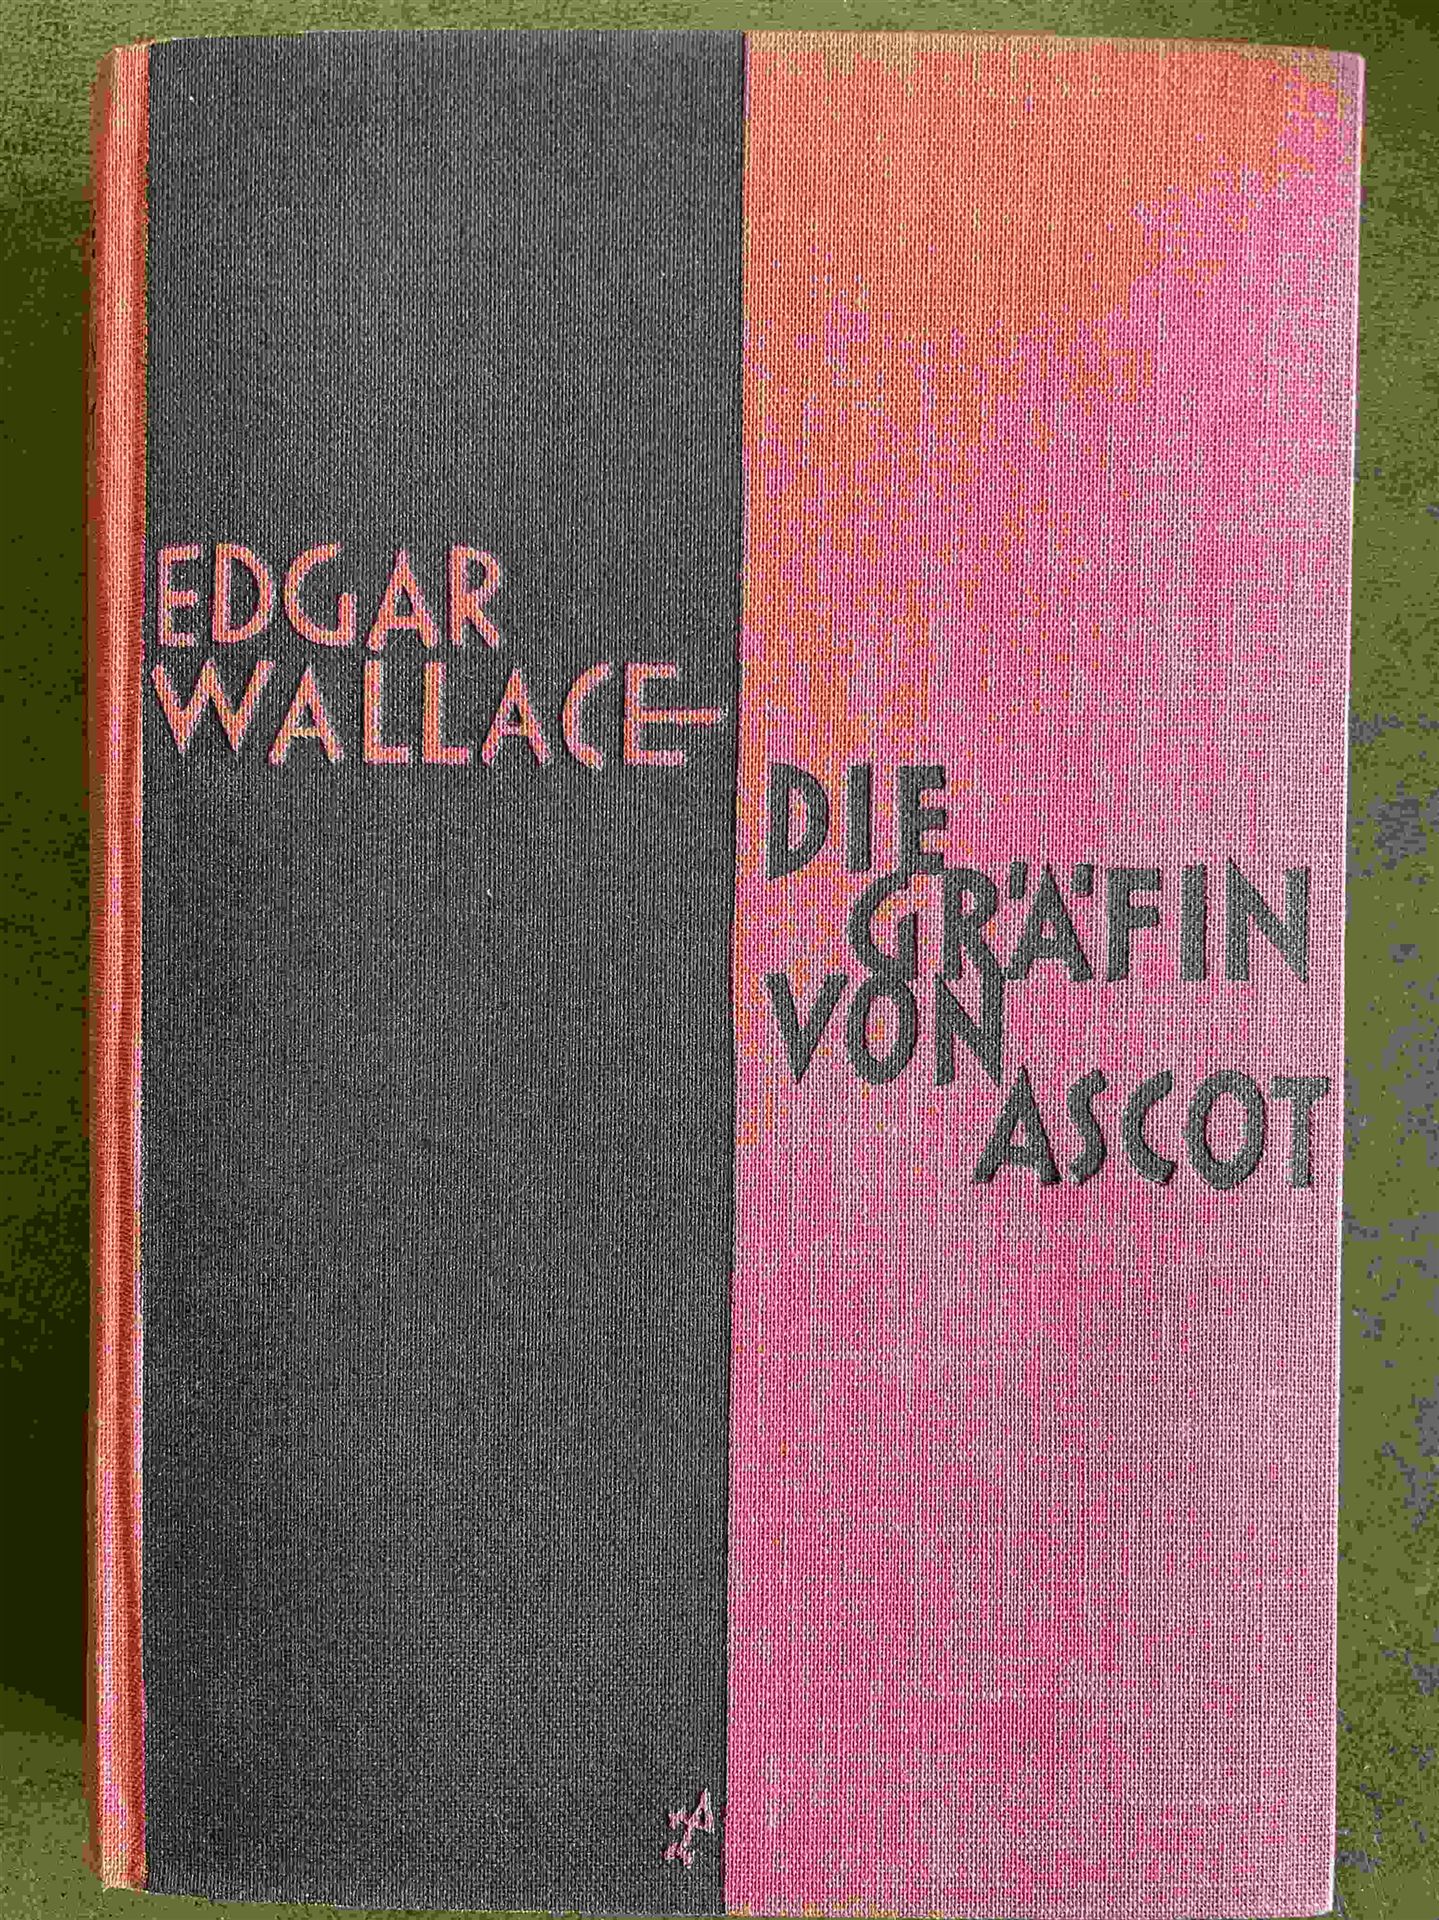 EDGAR
WALLACE–
DIE
GRÄFIN
VON
ASCOT